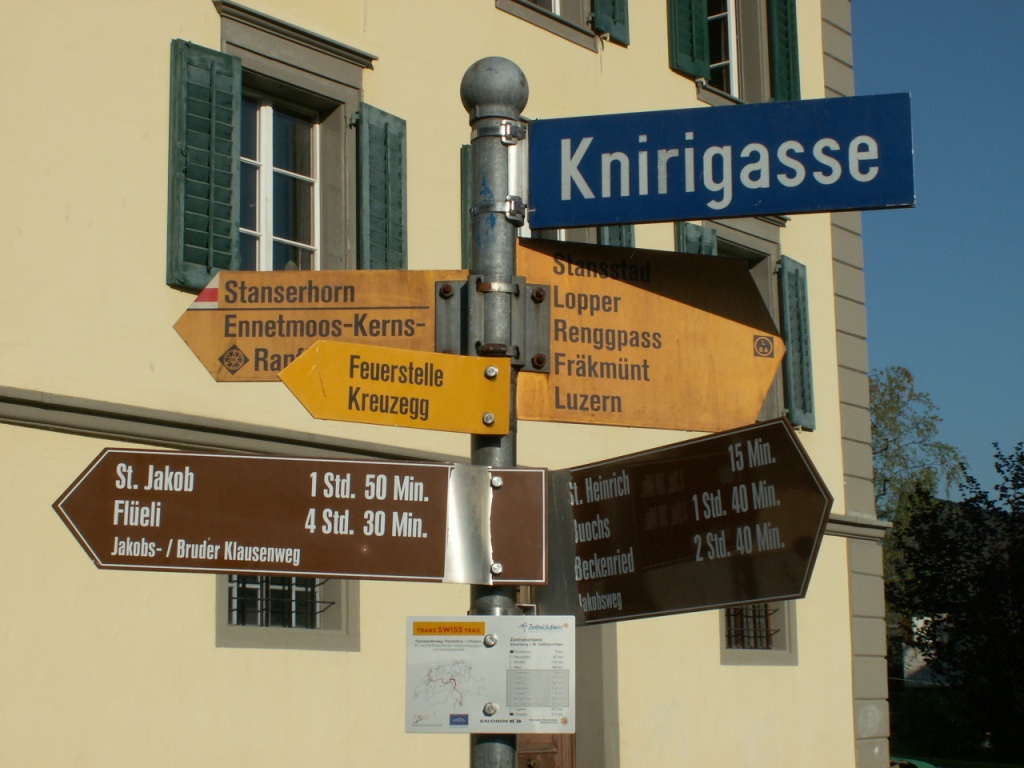 Knirigasse
Stanserhorn
Ennetmoos-Kerns-
Stansstad
Lopper
Renggpass
Fräkmünt
Luzern
Feuerstelle
Kreuzegg
St. Jakob 1 Std. 50 Min.
Flüeli 4 Std. 30 Min.
Jakobs- / Bruder Klausenweg
St. Heinrich 15 Min.
Buochs 1 Std. 40 Min.
Beckenried 2 Std. 40 Min.
Jakobsweg
TRANS SWISS TRAIL
Zentralschweiz